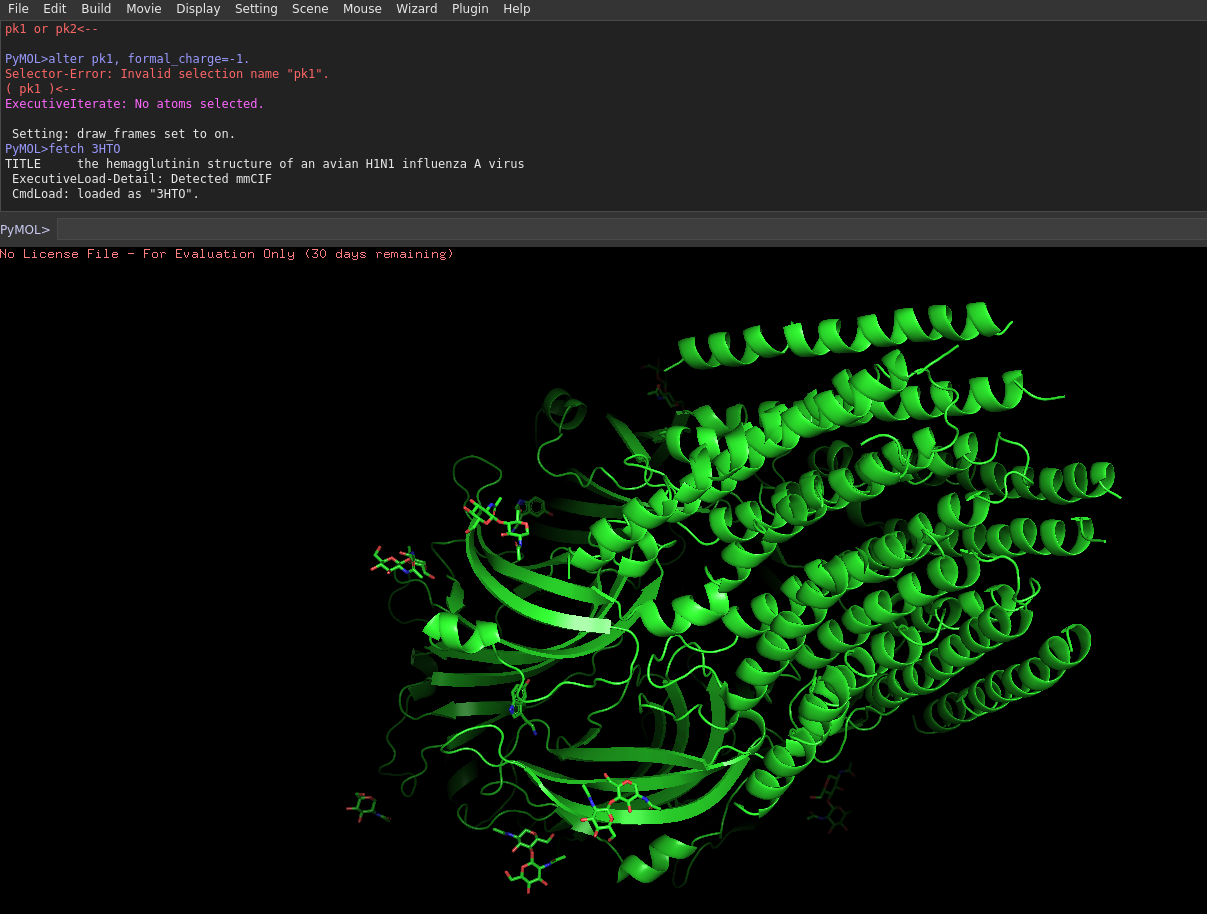 File Edit Build Movie Display Setting Scene Mouse Wizard Plugin Help
pk1 or pk2<--
PyMOL>alter pk1, formal_charge=-1.
Selector-Error: Invalid selection name "pk1".
( pk1 )<--
ExecutiveIterate: No atoms selected.
Setting: draw_frames set to on.
PyMOL>fetch 3HTO
TITLE     the hemagglutinin structure of an avian H1N1 influenza A virus
ExecutiveLoad-Detail: Detected mmCIF
CmdLoad: loaded as "3HTO".
PyMOL>
No License File - For Evaluation Only (30 days remaining)